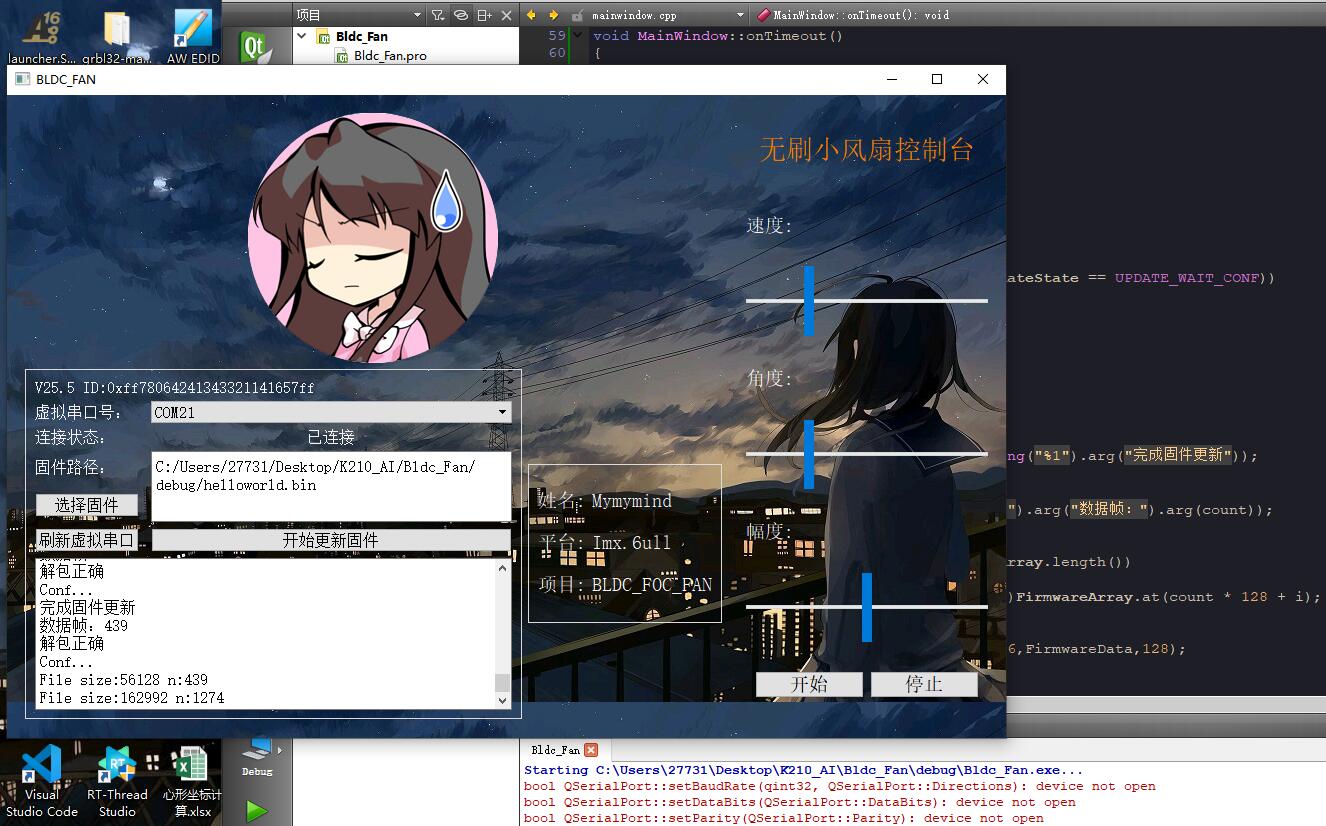 launcher.S...
grbl32-ma...
AW EDID
项目
Bldc_Fan
Bldc_Fan.pro
mainwindow.cpp
MainWindow::onTimeout(): void
59
void MainWindow::onTimeout()
60
{
BLDC_FAN
无刷小风扇控制台
速度:
角度:
幅度:
开始
停止
V25.5 ID:0xff78064241343321141657ff
虚拟串口号:
COM21
连接状态:
已连接
固件路径:
C:/Users/27731/Desktop/K210_AI/Bldc_Fan/
debug/helloworld.bin
选择固件
刷新虚拟串口
开始更新固件
解包正确
Conf...
完成固件更新
数据帧: 439
解包正确
Conf...
File size:56128 n:439
File size:162992 n:1274
姓名: Mymymind
平台: Imx.6ull
项目: BLDC_FOC_FAN
ateState == UPDATE_WAIT_CONF))
ng("%1").arg("完成固件更新"));
").arg("数据帧: ").arg(count));
rray.length())
)FirmwareArray.at(count * 128 + i);
6,FirmwareData,128);
Visual
Studio Code
RT-Thread
Studio
心形坐标计
算.xlsx
Debug
Bldc_Fan
Starting C:\Users\27731\Desktop\K210_AI\Bldc_Fan\debug\Bldc_Fan.exe...
bool QSerialPort::setBaudRate(qint32, QSerialPort::Directions): device not open
bool QSerialPort::setDataBits(QSerialPort::DataBits): device not open
bool QSerialPort::setParity(QSerialPort::Parity): device not open